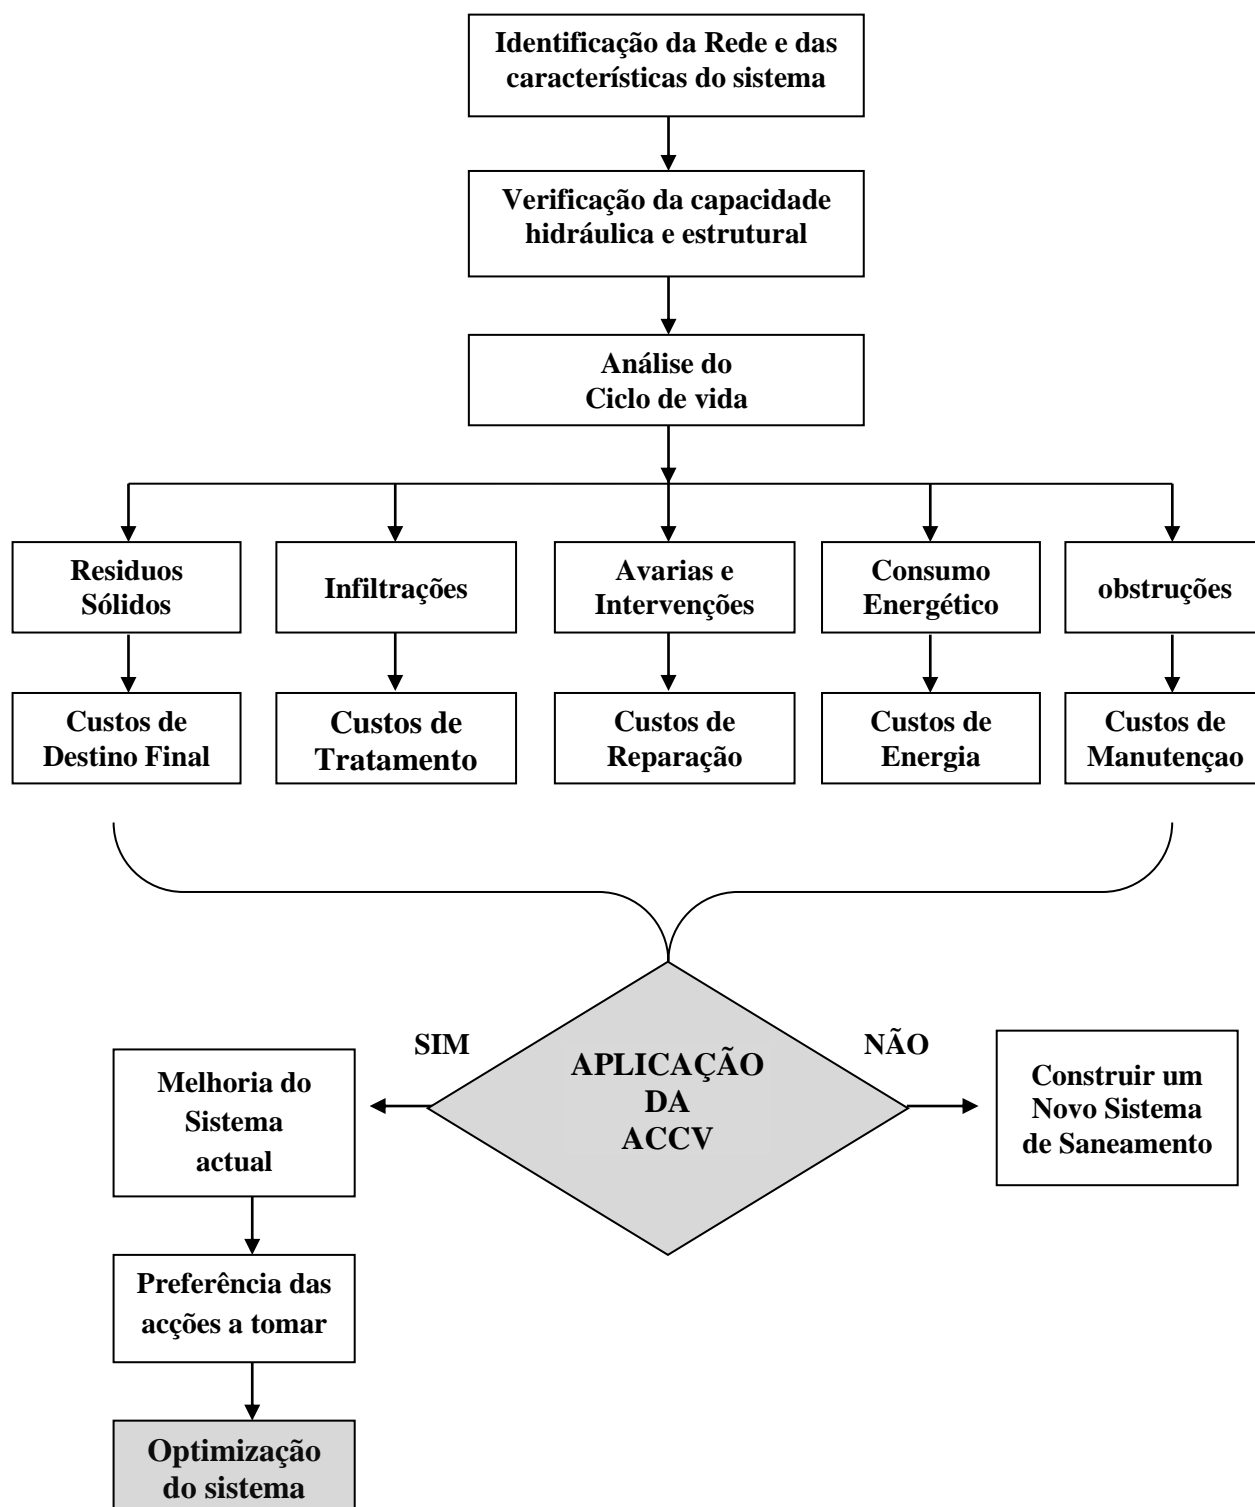 Identificação da Rede e das
características do sistema
Verificação da capacidade
hidráulica e estrutural
Análise do
Ciclo de vida
Residuos
Sólidos
Infiltrações
Avarias e
Intervenções
Consumo
Energético
obstruções
Custos de
Destino Final
Custos de
Tratamento
Custos de
Reparação
Custos de
Energia
Custos de
Manutençao
SIM
NÃO
APLICAÇÃO
DA
ACCV
Melhoria do
Sistema
actual
Construir um
Novo Sistema
de Saneamento
Preferência das
acções a tomar
Optimização
do sistema